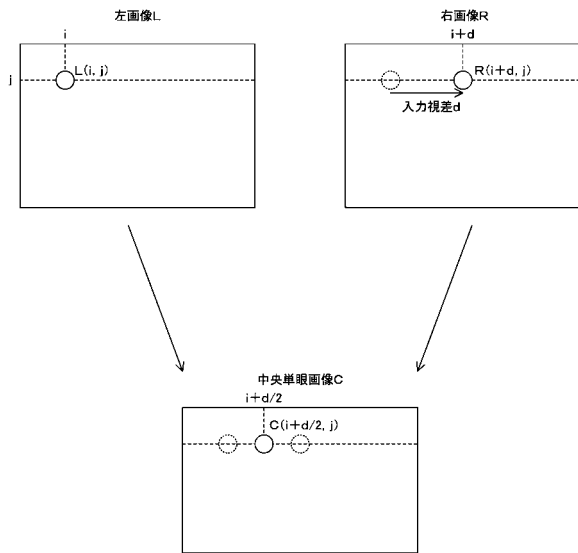 左画像L
右画像R
i
i+d
j
L(i, j)
R(i+d, j)
入力視差d
中央単眼画像C
i+d/2
C(i+d/2, j)